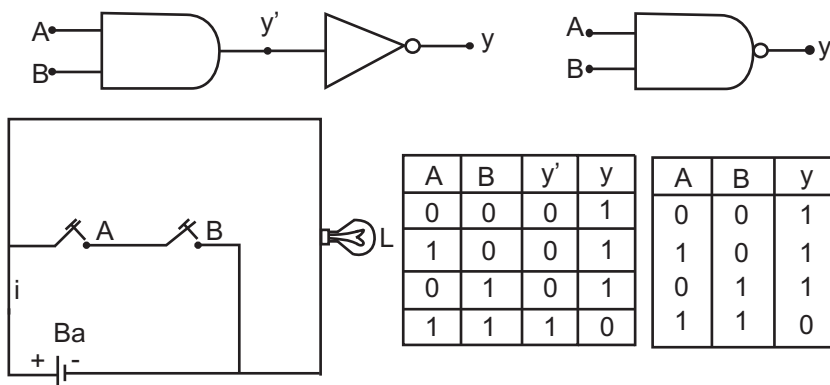 A
B
y’
y
A
B
y
A
B
L
i
Ba
+ -
A B y’ y
0 0 0 1
1 0 0 1
0 1 0 1
1 1 1 0
A B y
0 0 1
1 0 1
0 1 1
1 1 0